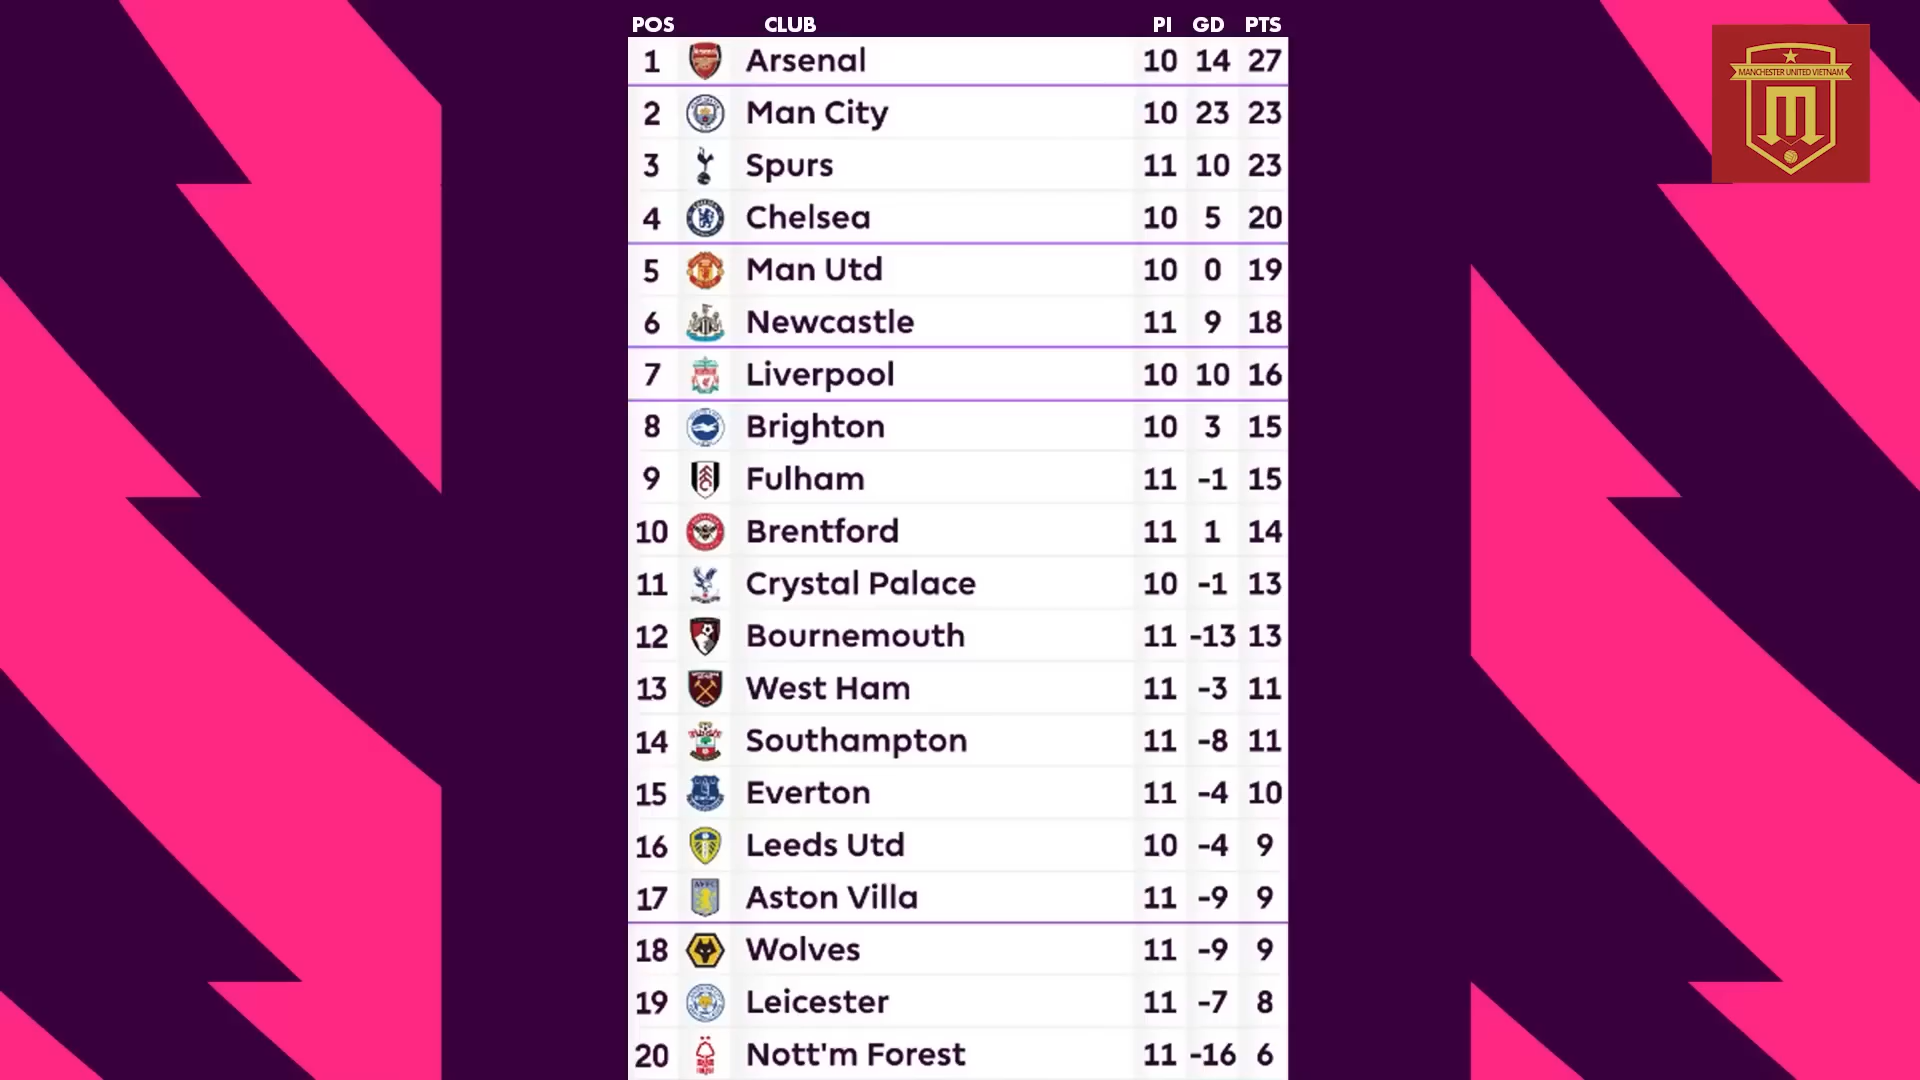 POS CLUB Pl GD PTS
1 Arsenal 10 14 27
2 Man City 10 23 23
3 Spurs 11 10 23
4 Chelsea 10 5 20
5 Man Utd 10 0 19
6 Newcastle 11 9 18
7 Liverpool 10 10 16
8 Brighton 10 3 15
9 Fulham 11 -1 15
10 Brentford 11 1 14
11 Crystal Palace 10 -1 13
12 Bournemouth 11 -13 13
13 West Ham 11 -3 11
14 Southampton 11 -8 11
15 Everton 11 -4 10
16 Leeds Utd 10 -4 9
17 Aston Villa 11 -9 9
18 Wolves 11 -9 9
19 Leicester 11 -7 8
20 Nott'm Forest 11 -16 6
MANCHESTER UNITED VIETNAM
M